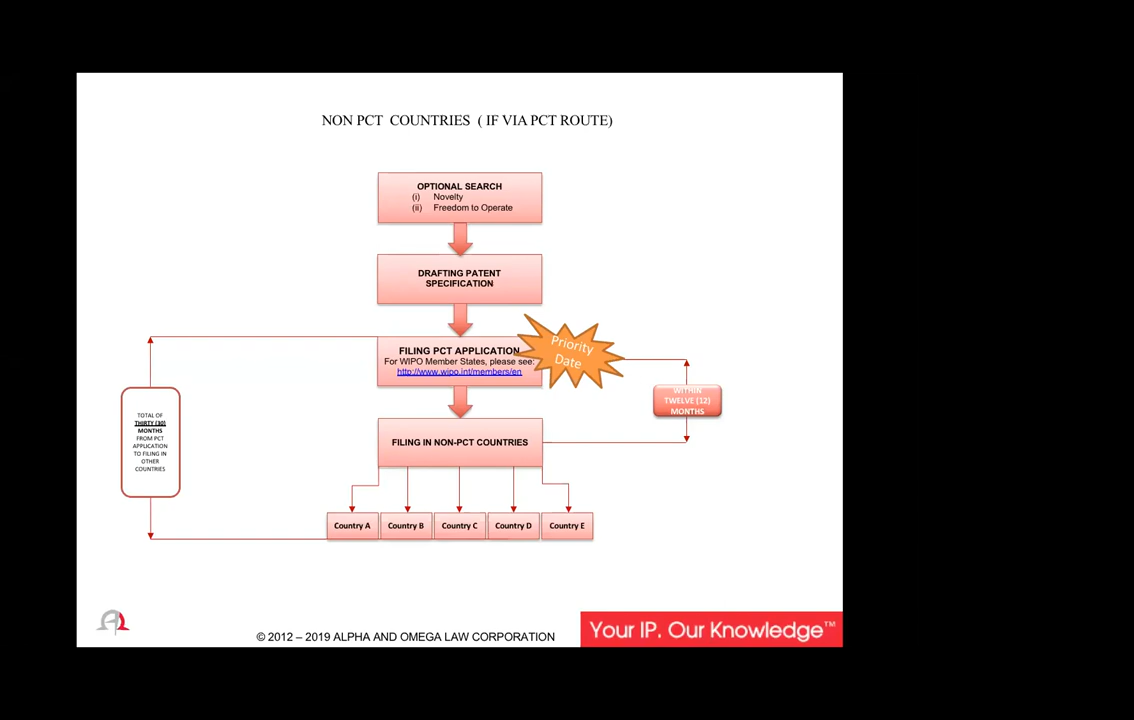 NON PCT COUNTRIES ( IF VIA PCT ROUTE)
OPTIONAL SEARCH
(i) Novelty
(ii) Freedom to Operate
DRAFTING PATENT
SPECIFICATION
FILING PCT APPLICATION
For WIPO Member States, please see:
http://www.wipo.int/members/en
Priority
Date
WITHIN
TWELVE (12)
MONTHS
TOTAL OF
THIRTY (30)
MONTHS
FROM PCT
APPLICATION
TO FILING IN
OTHER
COUNTRIES
FILING IN NON-PCT COUNTRIES
Country A
Country B
Country C
Country D
Country E
© 2012 – 2019 ALPHA AND OMEGA LAW CORPORATION
Your IP. Our Knowledge™